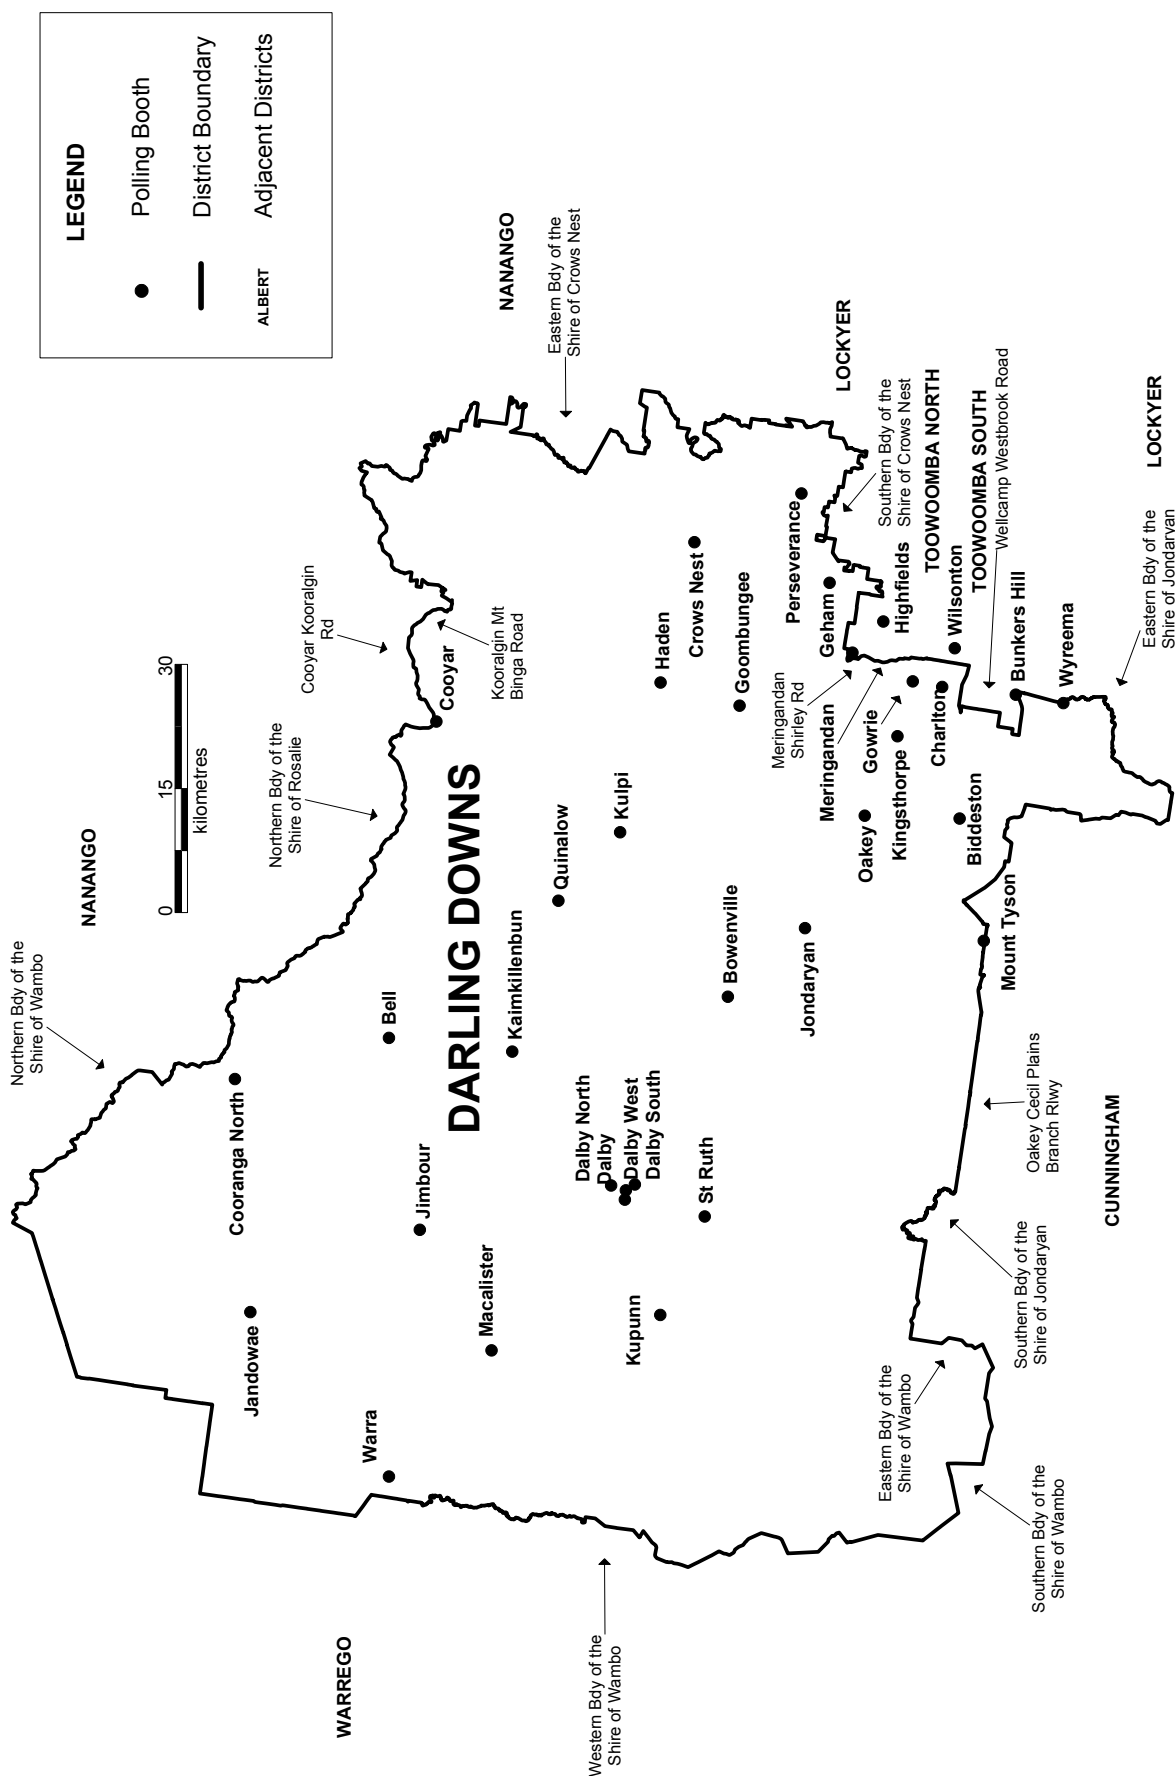 LEGEND
Polling Booth
District Boundary
ALBERT
Adjacent Districts
NANANGO
0
15
30
kilometres
Northern Bdy of the
Shire of Wambo
Northern Bdy of the
Shire of Rosalie
Cooyar Kooralgin
Rd
Kooralgin Mt
Binga Road
NANANGO
Eastern Bdy of the
Shire of Crows Nest
WARREGO
Western Bdy of the
Shire of Wambo
DARLING DOWNS
Cooranga North
Jandowae
Warra
Bell
Jimbour
Cooyar
Macalister
Kaimkillenbun
Quinalow
Kulpi
Haden
Crows Nest
Dalby North
Dalby
Dalby West
Dalby South
Kupunn
St Ruth
Bowenville
Goombungee
Jondaryan
Perseverance
Geham
Meringandan
Shirley Rd
Meringandan
Oakey
Gowrie
Kingsthorpe
Highfields
Charlton
Biddeston
Wilsonton
Mount Tyson
Bunkers Hill
Wyreema
LOCKYER
Southern Bdy of the
Shire of Crows Nest
TOOWOOMBA NORTH
TOOWOOMBA SOUTH
Wellcamp Westbrook Road
LOCKYER
Eastern Bdy of the
Shire of Jondaryan
Eastern Bdy of the
Shire of Wambo
Southern Bdy of the
Shire of Wambo
Southern Bdy of the
Shire of Jondaryan
Oakey Cecil Plains
Branch Rlwy
CUNNINGHAM